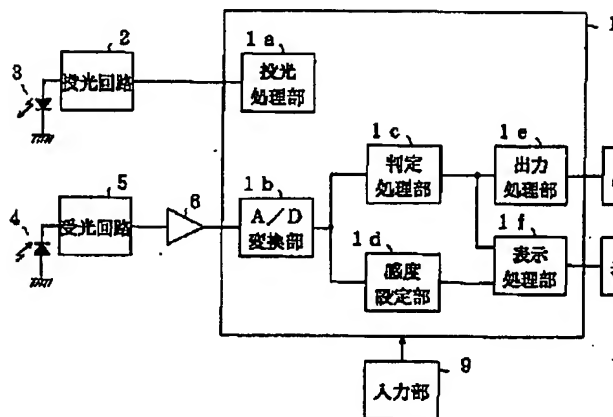 1
2
1a
3
投光回路
投光
処理部
1c
1e
5
判定
処理部
出力
処理部
4
受光回路
6
1b
A/D
変換部
1d
1f
感度
設定部
表示
処理部
9
入力部